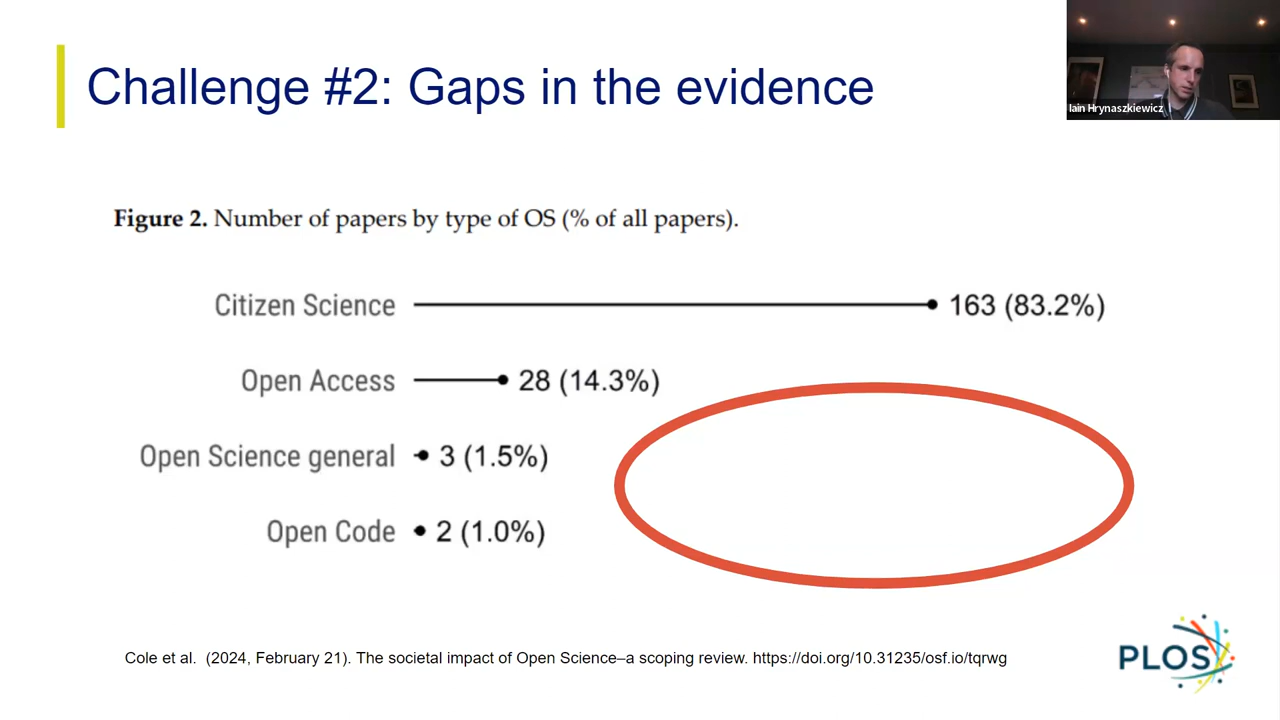 Challenge #2: Gaps in the evidence
Iain Hrynaszkiewicz
Figure 2. Number of papers by type of OS (% of all papers).
Citizen Science 163 (83.2%)
Open Access 28 (14.3%)
Open Science general 3 (1.5%)
Open Code 2 (1.0%)
Cole et al. (2024, February 21). The societal impact of Open Science–a scoping review. https://doi.org/10.31235/osf.io/tqrwg
PLOS